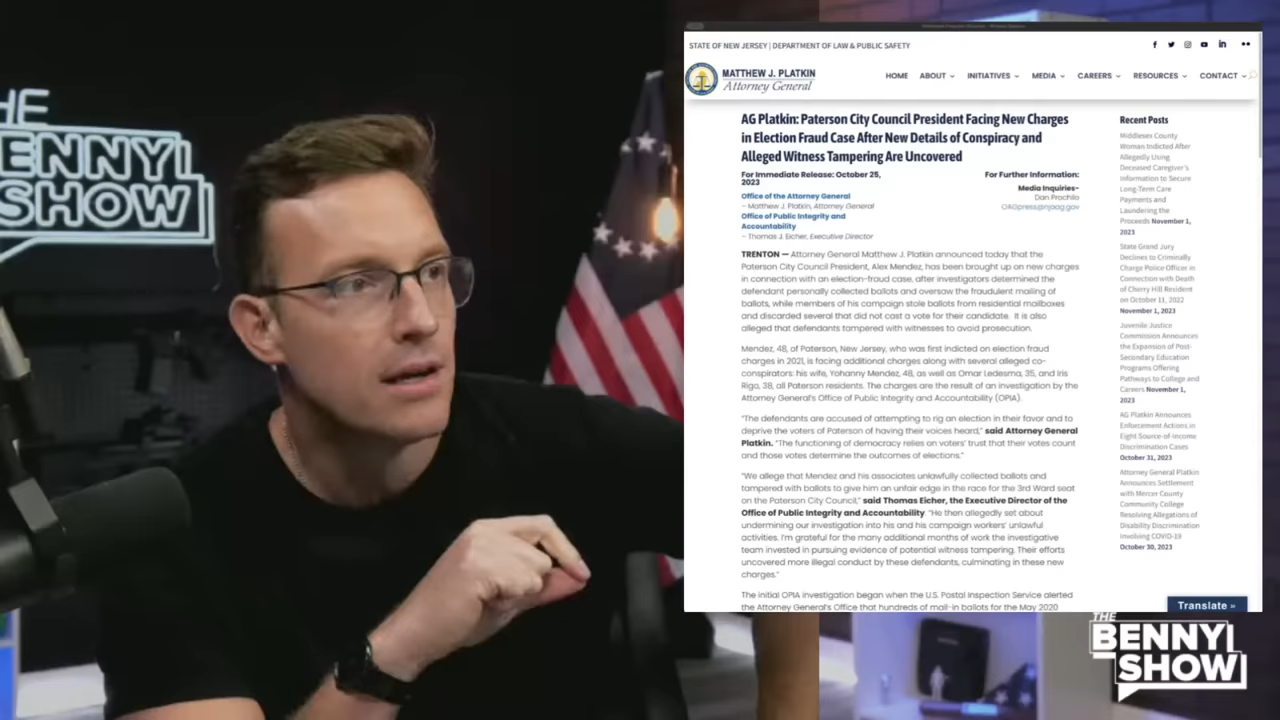 THE
BENNY
SHOW
STATE OF NEW JERSEY | DEPARTMENT OF LAW & PUBLIC SAFETY
MATTHEW J. PLATKIN
Attorney General
HOME ABOUT INITIATIVES MEDIA CAREERS RESOURCES CONTACT
AG Platkin: Paterson City Council President Facing New Charges
in Election Fraud Case After New Details of Conspiracy and
Alleged Witness Tampering Are Uncovered
For Immediate Release: October 25,
2023
Office of the Attorney General
– Matthew J. Platkin, Attorney General
Office of Public Integrity and
Accountability
– Thomas J. Eicher, Executive Director
For Further Information:
Media Inquiries-
Dan Prochilo
OAGpress@njoag.gov
TRENTON — Attorney General Matthew J. Platkin announced today that the
Paterson City Council President, Alex Mendez, has been brought up on new charges
in connection with an election-fraud case, after investigators determined the
defendant personally collected ballots and oversaw the fraudulent mailing of
ballots, while members of his campaign stole ballots from residential mailboxes
and discarded several that did not cast a vote for their candidate. It is also
alleged that defendants tampered with witnesses to avoid prosecution.
Mendez, 48, of Paterson, New Jersey, who was first indicted on election fraud
charges in 2021, is facing additional charges along with several alleged co-
conspirators: his wife, Yohanny Mendez, 48, as well as Omar Ledesma, 35, and Iris
Rigo, 38, all Paterson residents. The charges are the result of an investigation by the
Attorney General's Office of Public Integrity and Accountability (OPIA).
"The defendants are accused of attempting to rig an election in their favor and to
deprive the voters of Paterson of having their voices heard," said Attorney General
Platkin. "The functioning of democracy relies on voters' trust that their votes count
and those votes determine the outcomes of elections."
"We allege that Mendez and his associates unlawfully collected ballots and
tampered with ballots to give him an unfair edge in the race for the 3rd Ward seat
on the Paterson City Council," said Thomas Eicher, the Executive Director of the
Office of Public Integrity and Accountability. "He then allegedly set about
undermining our investigation into his and his campaign workers' unlawful
activities. I'm grateful for the many additional months of work the investigative
team invested in pursuing evidence of potential witness tampering. Their efforts
uncovered more illegal conduct by these defendants, culminating in these new
charges."
The initial OPIA investigation began when the U.S. Postal Inspection Service alerted
the Attorney General's Office that hundreds of mail-in ballots for the May 2020
Recent Posts
Middlesex County
Woman Indicted After
Allegedly Using
Deceased Caregiver's
Information to Secure
Long-Term Care
Payments and
Laundering the
Proceeds November 1,
2023
State Grand Jury
Declines to Criminally
Charge Police Officer in
Connection with Death
of Cherry Hill Resident
on October 11, 2022
November 1, 2023
Juvenile Justice
Commission Announces
the Expansion of Post-
Secondary Education
Programs Offering
Pathways to College and
Careers November 1,
2023
AG Platkin Announces
Enforcement Actions in
Eight Source-of-Income
Discrimination Cases
October 31, 2023
Attorney General Platkin
Announces Settlement
with Mercer County
Community College
Resolving Allegations of
Disability Discrimination
Involving COVID-19
October 30, 2023
Translate »
THE
BENNY
SHOW